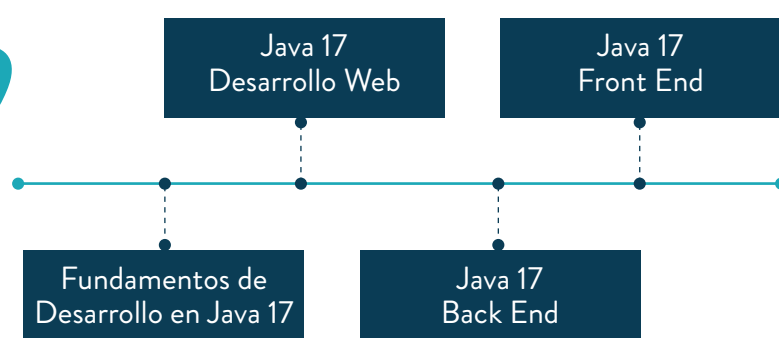 Java 17
Desarrollo Web
Java 17
Front End
Fundamentos de
Desarrollo en Java 17
Java 17
Back End